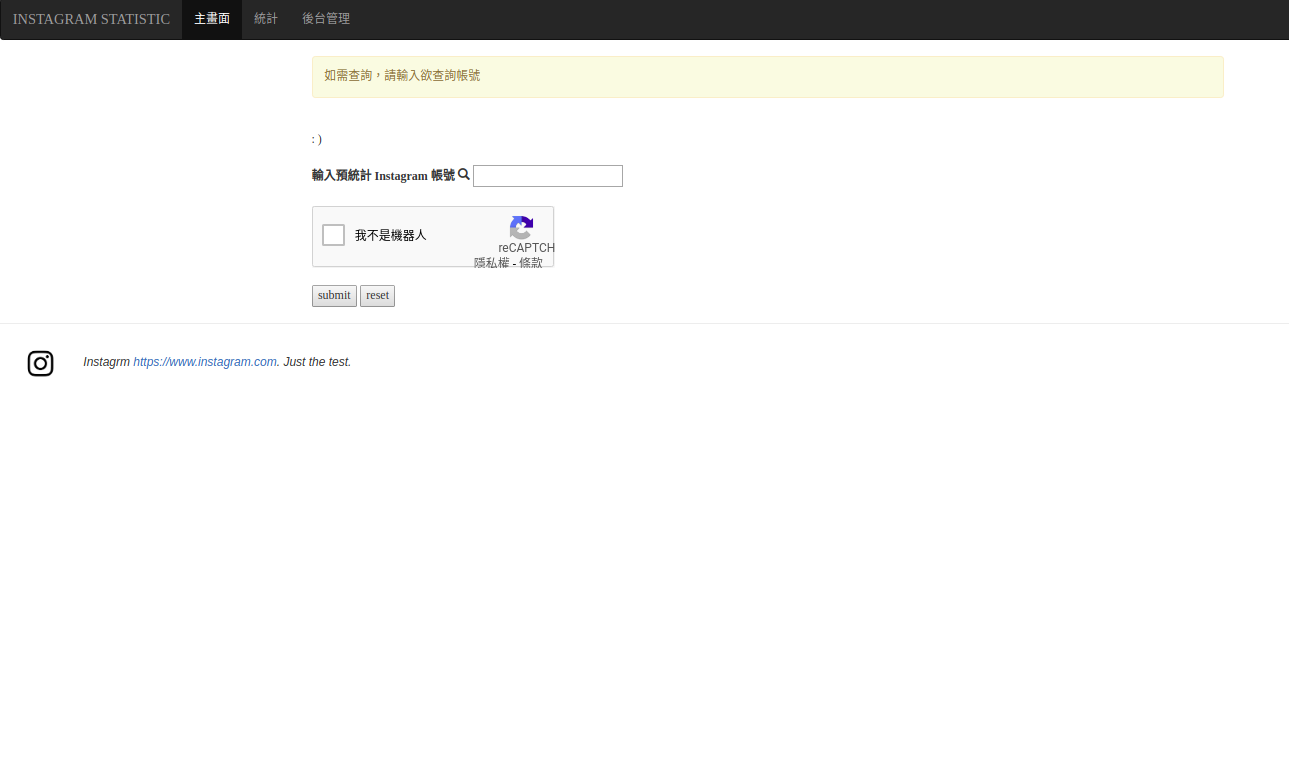 INSTAGRAM STATISTIC 主畫面 統計 後台管理
如需查詢，請輸入欲查詢帳號
: )
輸入預統計 Instagram 帳號
我不是機器人
reCAPTCH
隱私權 - 條款
submit reset
Instagrm https://www.instagram.com. Just the test.